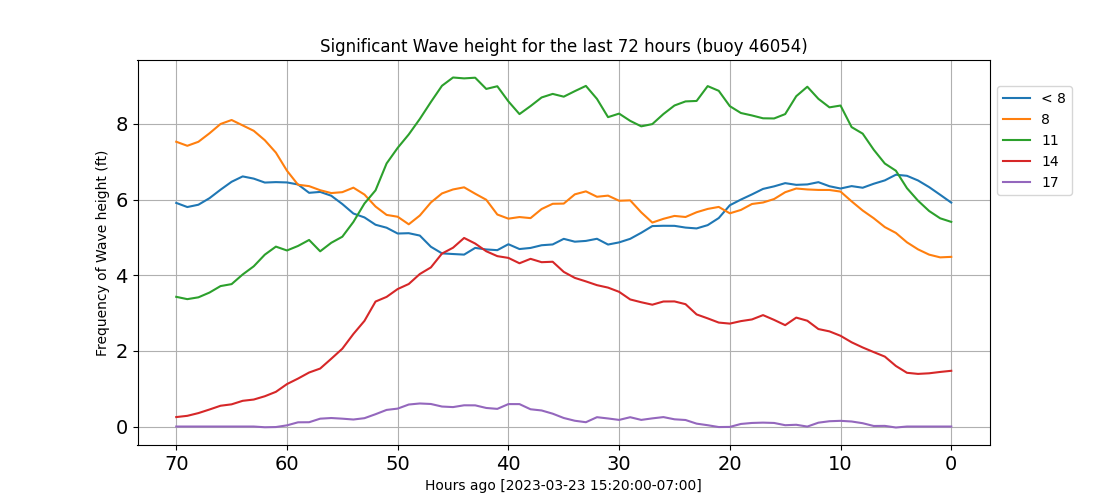 Significant Wave height for the last 72 hours (buoy 46054)
Frequency of Wave height (ft)
8
6
4
2
0
70 60 50 40 30 20 10 0
Hours ago [2023-03-23 15:20:00-07:00]
< 8
8
11
14
17